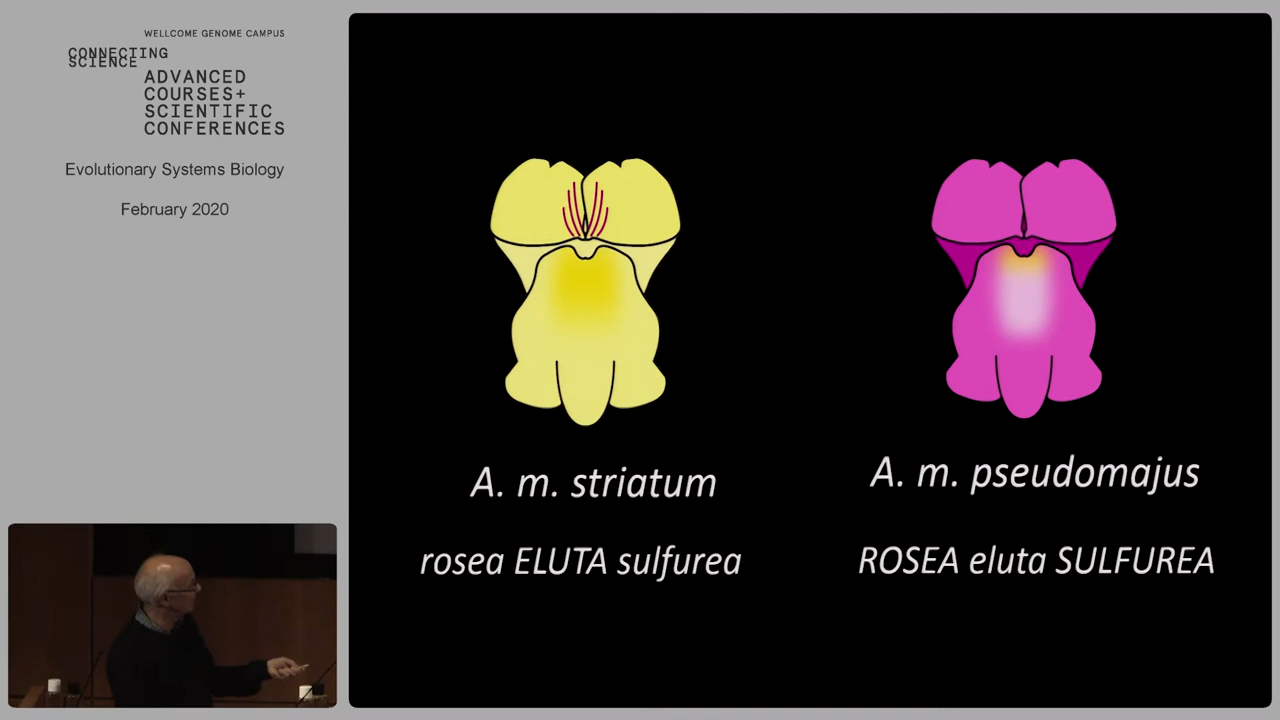 WELLCOME GENOME CAMPUS
CONNECTING
SCIENCE
ADVANCED
COURSES+
SCIENTIFIC
CONFERENCES
Evolutionary Systems Biology
February 2020
A. m. striatum
rosea ELUTA sulfurea
A. m. pseudomajus
ROSEA eluta SULFUREA